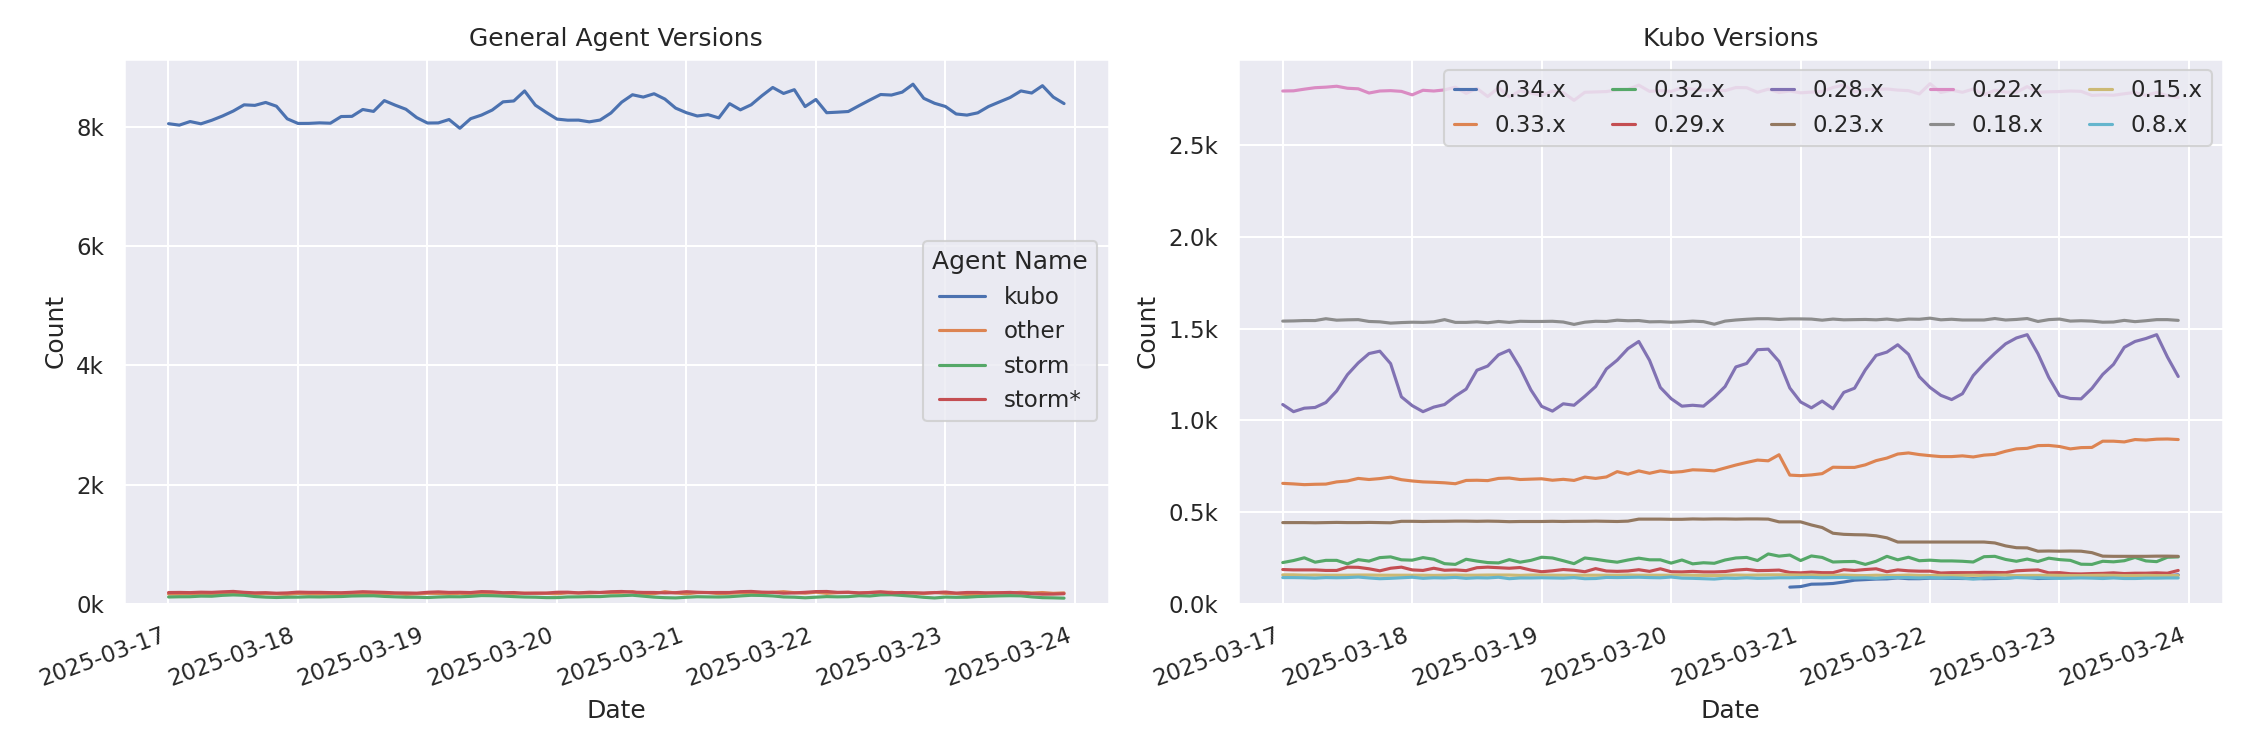 General Agent Versions
8k
6k
4k
2k
0k
Count
Agent Name
kubo
other
storm
storm*
2025-03-17
2025-03-18
2025-03-19
2025-03-20
2025-03-21
2025-03-22
2025-03-23
2025-03-24
Date
Kubo Versions
0.34.x 0.32.x 0.28.x 0.22.x 0.15.x
0.33.x 0.29.x 0.23.x 0.18.x 0.8.x
2.5k
2.0k
1.5k
1.0k
0.5k
0.0k
Count
2025-03-17
2025-03-18
2025-03-19
2025-03-20
2025-03-21
2025-03-22
2025-03-23
2025-03-24
Date